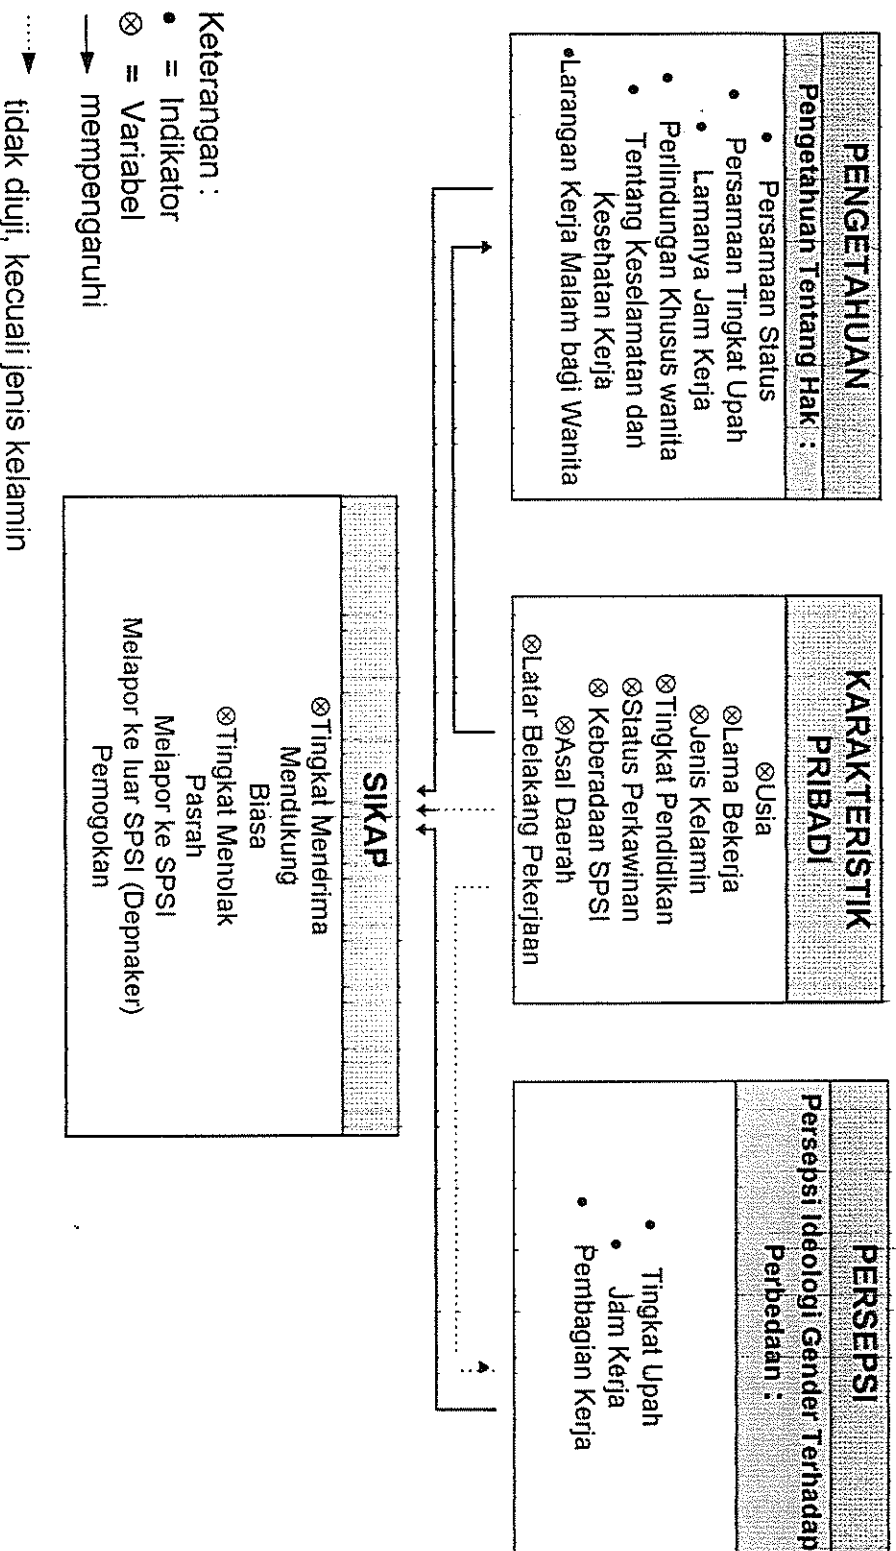 PENGETAHUAN
Pengetahuan Tentang Hak :
• Persamaan Status
• Persamaan Tingkat Upah
• Lamanya Jam Kerja
• Perlindungan Khusus wanita
• Tentang Keselamatan dan
Kesehatan Kerja
•Larangan Kerja Malam bagi Wanita
KARAKTERISTIK
PRIBADI
⊗Usia
⊗Lama Bekerja
⊗Jenis Kelamin
⊗Tingkat Pendidikan
⊗Status Perkawinan
⊗ Keberadaan SPSI
⊗Asal Daerah
⊗Latar Belakang Pekerjaan
PERSEPSI
Persepsi Ideologi Gender Terhadap
Perbedaan :
• Tingkat Upah
• Jam Kerja
• Pembagian Kerja
SIKAP
⊗Tingkat Menerima
Mendukung
Biasa
⊗Tingkat Menolak
Pasrah
Melapor ke SPSI
Melapor ke luar SPSI (Depnaker)
Pemogokan
Keterangan :
• = Indikator
⊗ = Variabel
mempengaruhi
tidak diuji, kecuali jenis kelamin